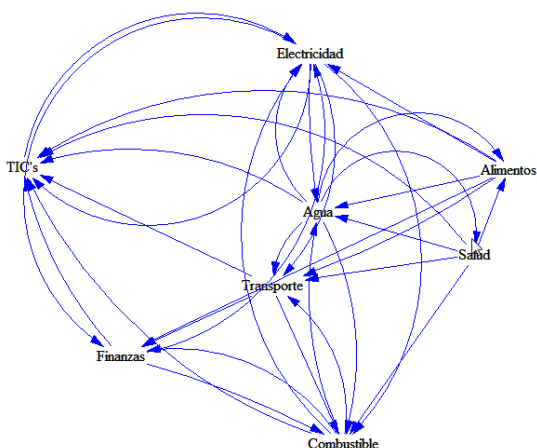 Electricidad
TIC's
Alimentos
Agua
Salud
Transporte
Finanzas
Combustible